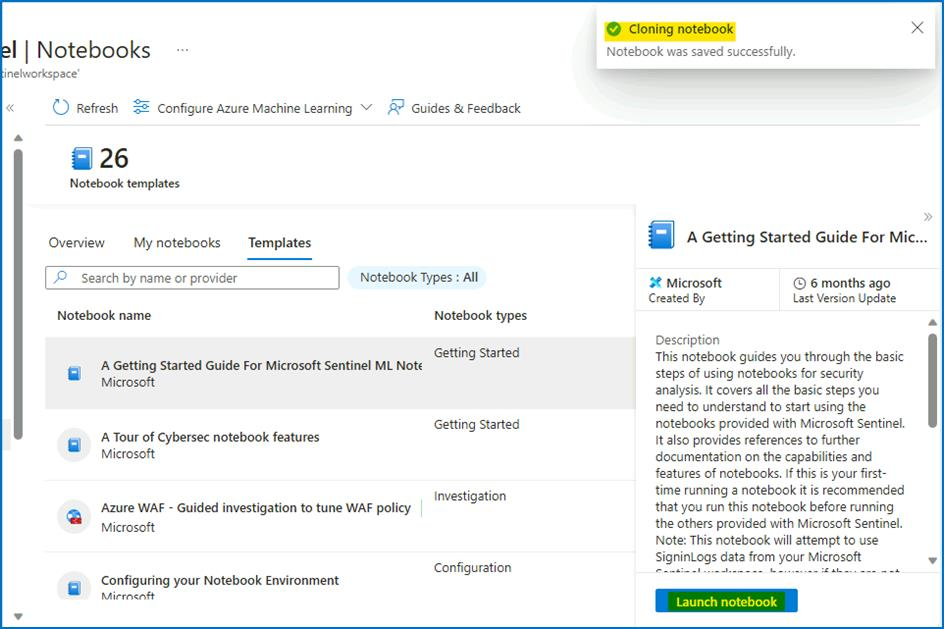 el | Notebooks ...
tinelworkspace'
Cloning notebook
Notebook was saved successfully.
Refresh
Configure Azure Machine Learning
Guides & Feedback
26
Notebook templates
Overview
My notebooks
Templates
Search by name or provider
Notebook Types : All
Notebook name
Notebook types
A Getting Started Guide For Microsoft Sentinel ML Note
Microsoft
Getting Started
A Tour of Cybersec notebook features
Microsoft
Getting Started
Azure WAF - Guided investigation to tune WAF policy
Microsoft
Investigation
Configuring your Notebook Environment
Microsoft
Configuration
A Getting Started Guide For Mic...
Microsoft
Created By
6 months ago
Last Version Update
Description
This notebook guides you through the basic
steps of using notebooks for security
analysis. It covers all the basic steps you
need to understand to start using the
notebooks provided with Microsoft Sentinel.
It also provides references to further
documentation on the capabilities and
features of notebooks. If this is your first-
time running a notebook it is recommended
that you run this notebook before running
the others provided with Microsoft Sentinel.
Note: This notebook will attempt to use
SigninLogs data from your Microsoft
Sentinel workspace, however if they are not
Launch notebook